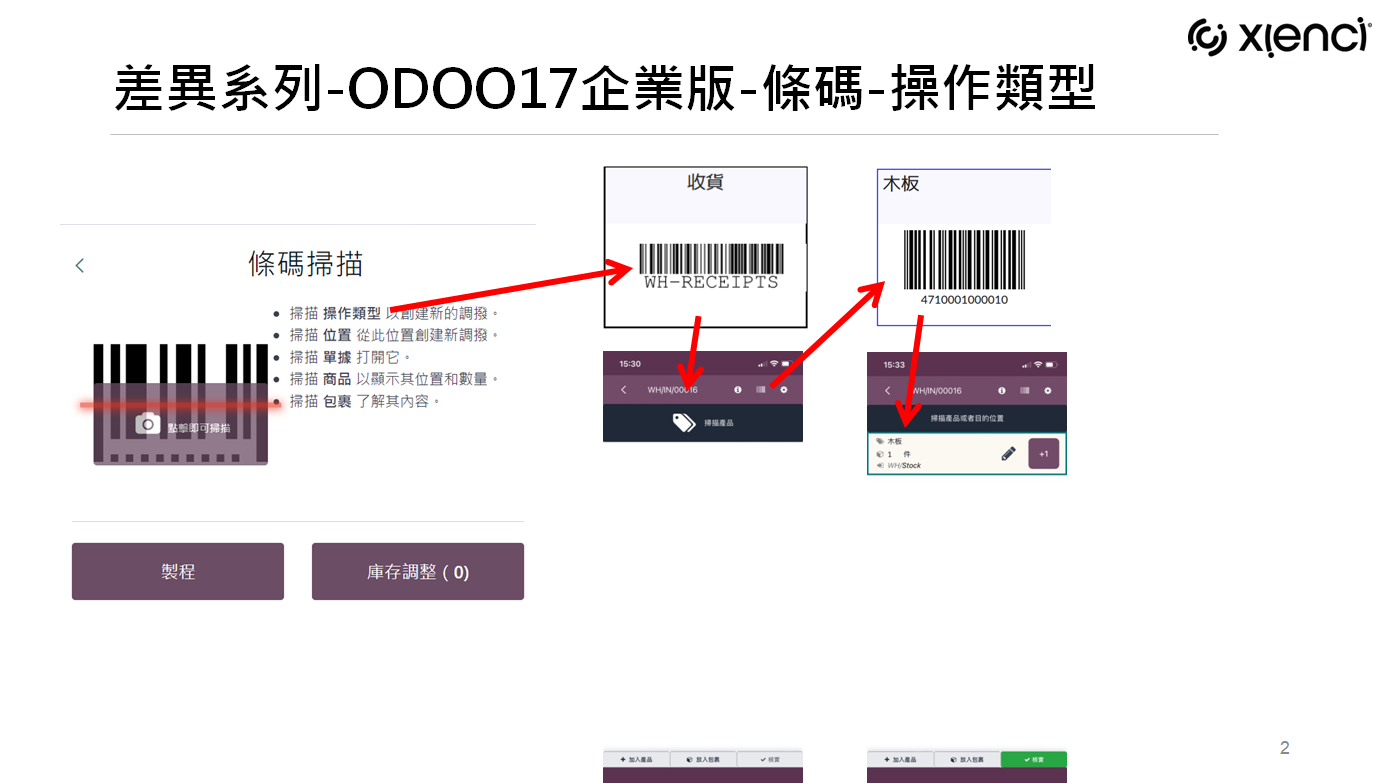 xienci
差異系列-ODOO17企業版-條碼-操作類型
條碼掃描
掃描 操作類型 以創建新的調撥。
掃描 位置 從此位置創建新調撥。
掃描 單據 打開它。
掃描 商品 以顯示其位置和數量。
掃描 包裹 了解其內容。
點擊即可掃描
製程
庫存調整 ( 0)
收貨
WH-RECEIPTS
15:30
WH/IN/00016
掃描產品
加入產品
放入包裹
核實
木板
4710001000010
15:33
WH/IN/00016
掃描產品或者目的位置
木板
1 件
+1
WH/Stock
加入產品
放入包裹
核實
2